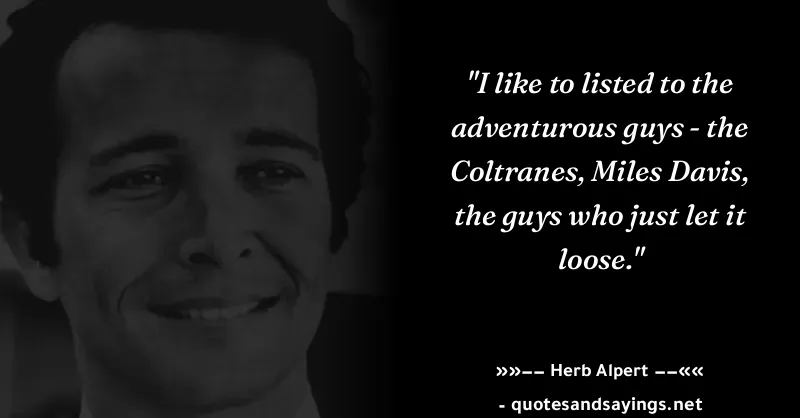 "I like to listed to the
adventurous guys - the
Coltranes, Miles Davis,
the guys who just let it
loose."
»»−− Herb Alpert −−««
- quotesandsayings.net